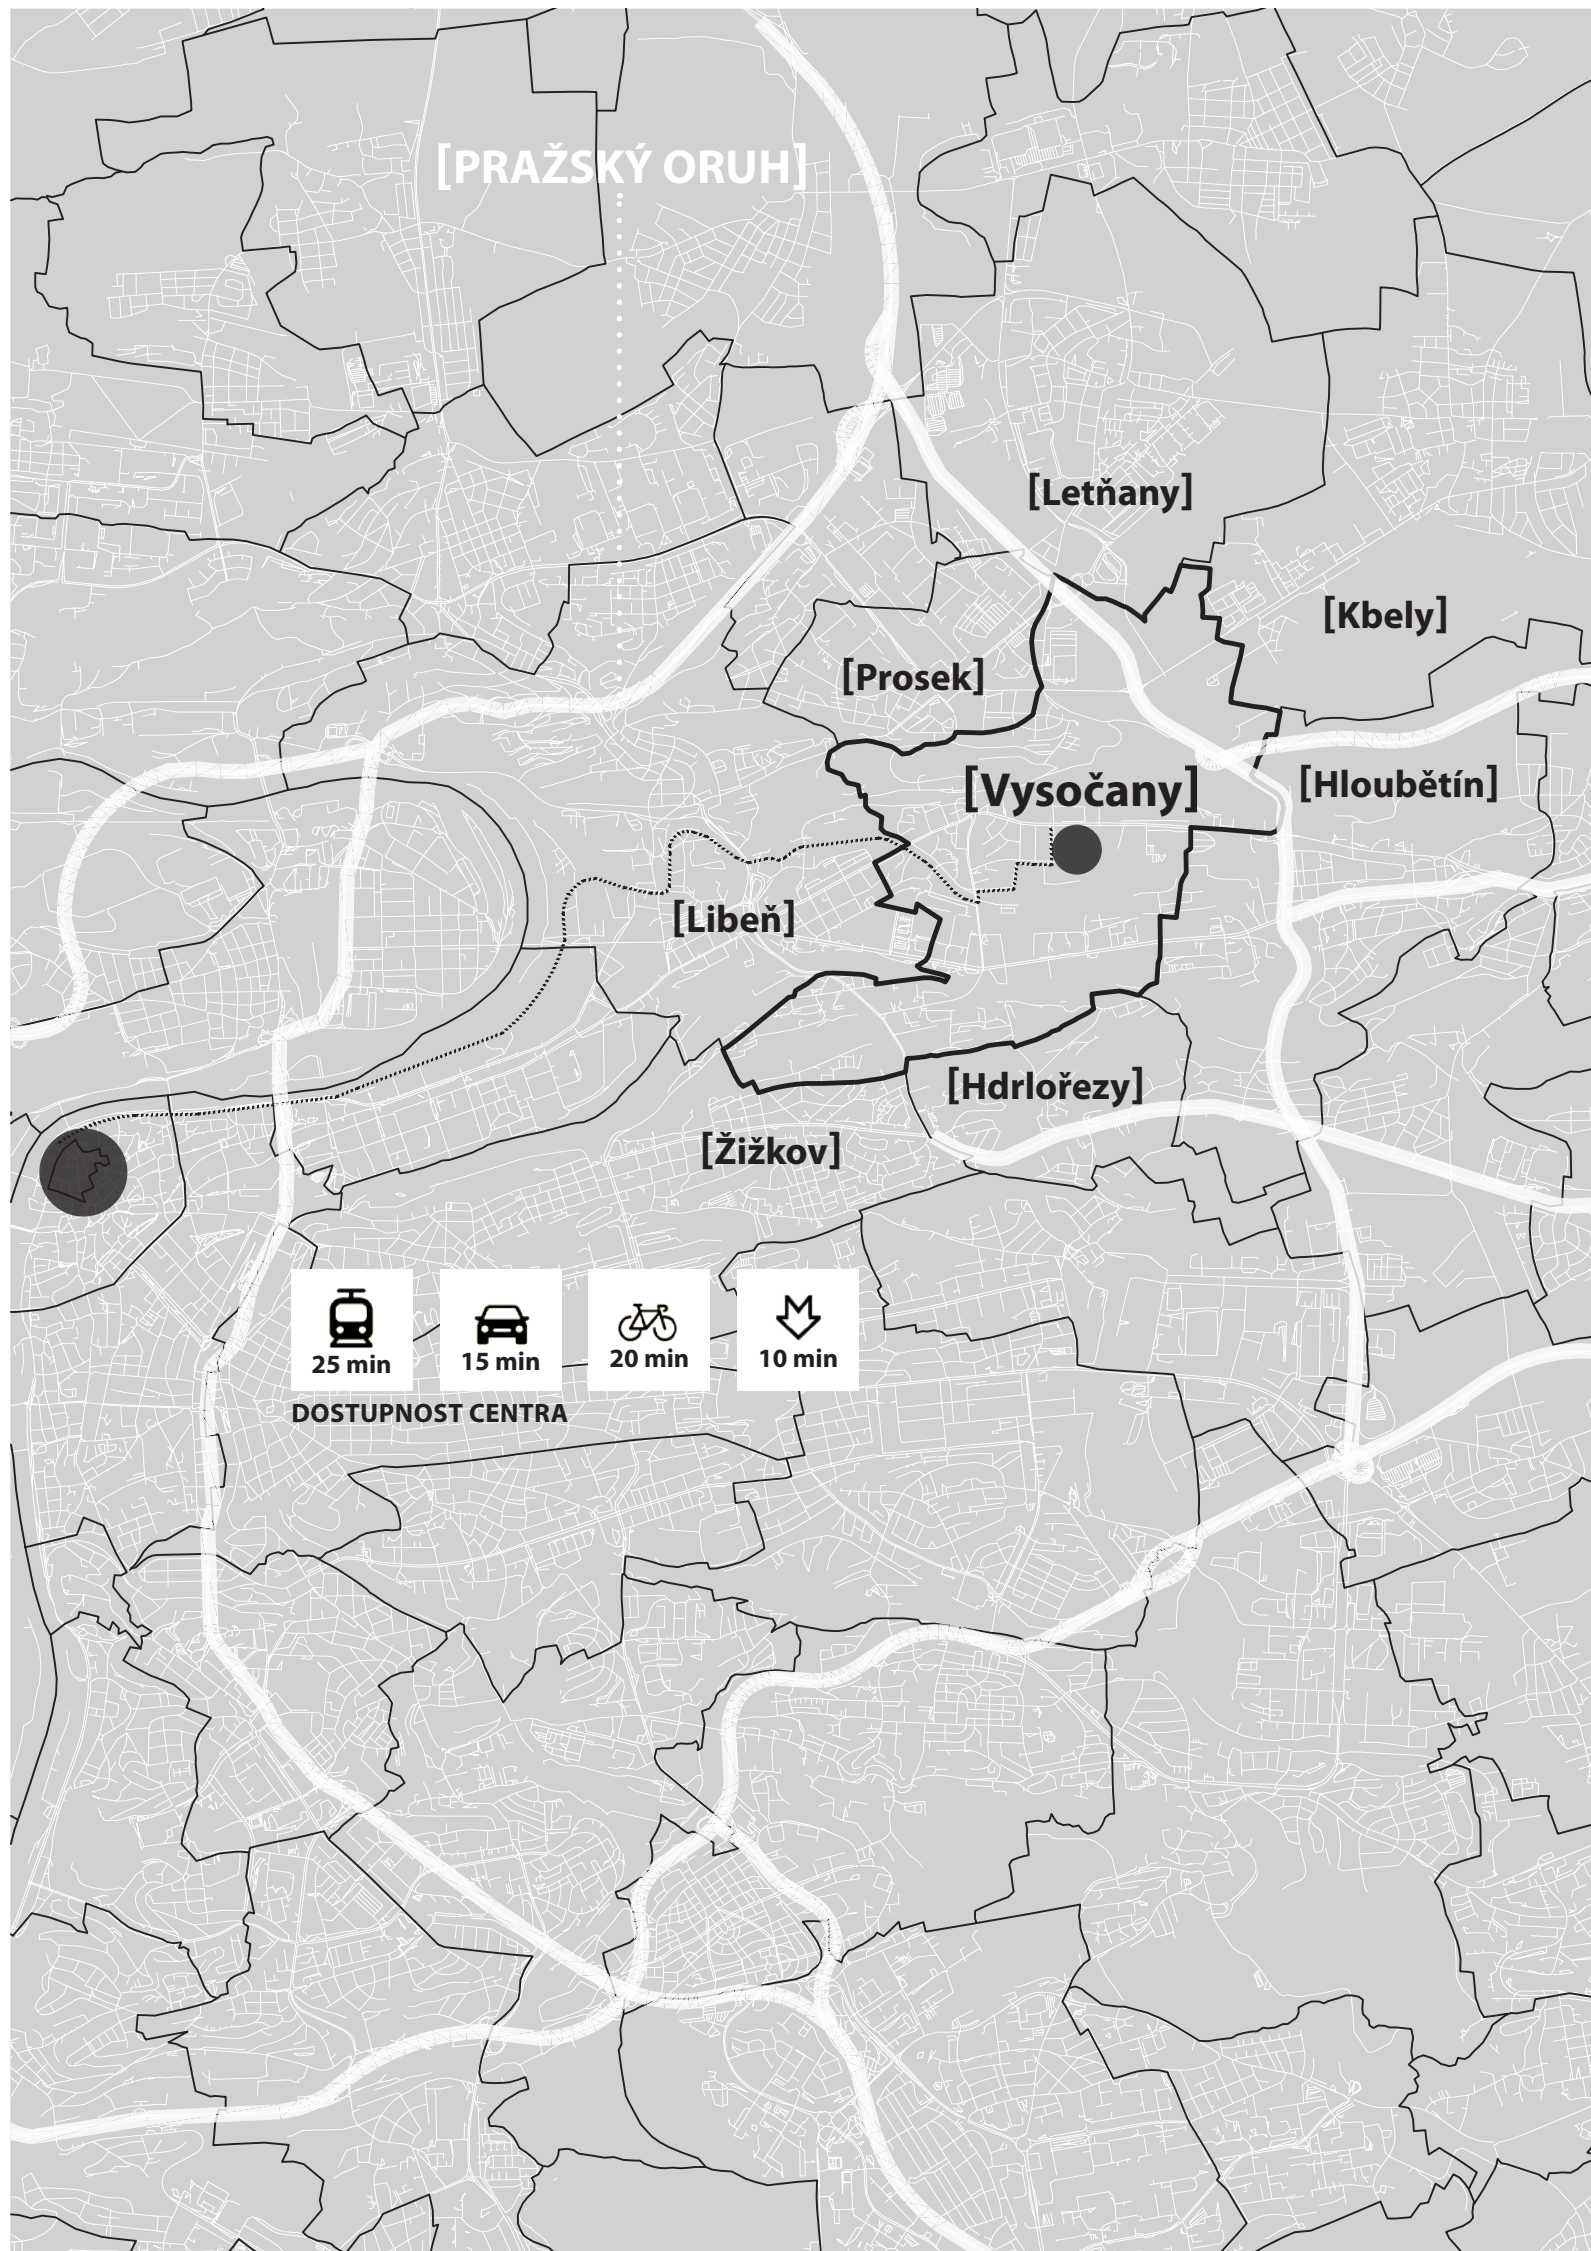 [PRAŽSKÝ ORUH]
[Letňany]
[Kbely]
[Prosek]
[Vysočany]
[Hloubětín]
[Libeň]
[Hdrlořezy]
[Žižkov]
25 min
15 min
20 min
10 min
DOSTUPNOST CENTRA